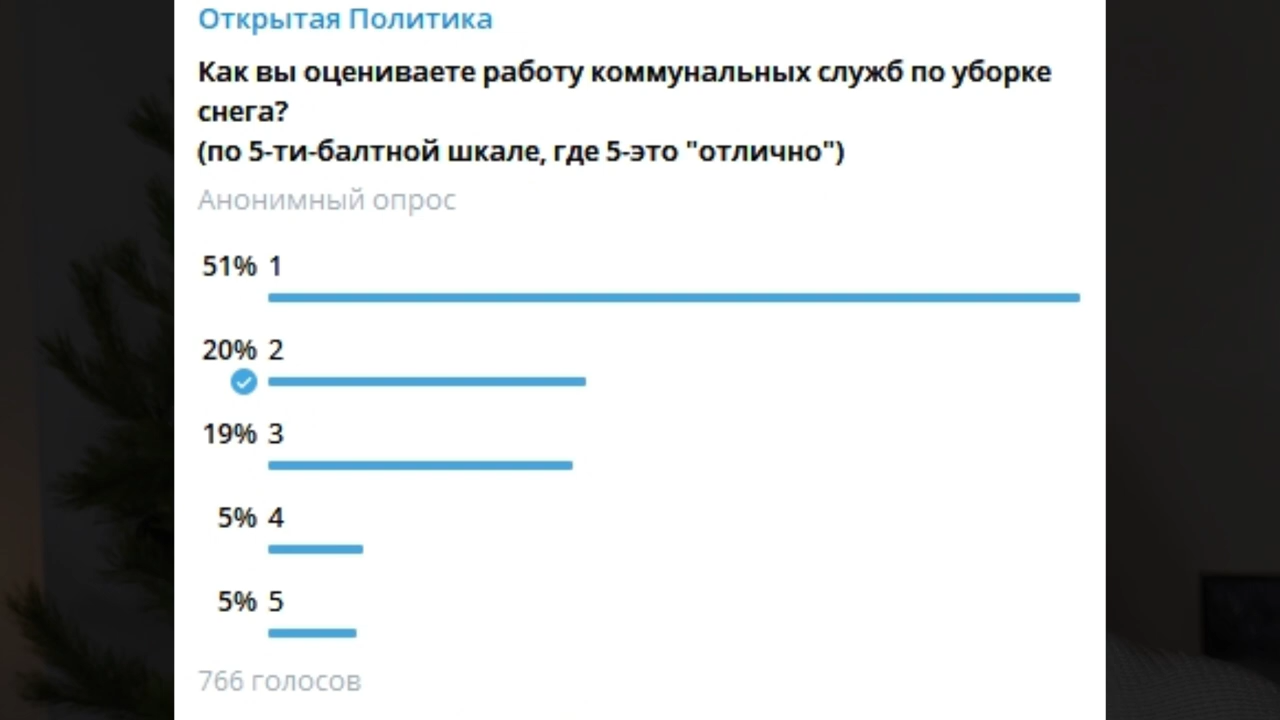 Открытая Политика
Как вы оцениваете работу коммунальных служб по уборке
снега?
(по 5-ти-балтной шкале, где 5-это "отлично")
Анонимный опрос
51% 1
20% 2
19% 3
5% 4
5% 5
766 голосов